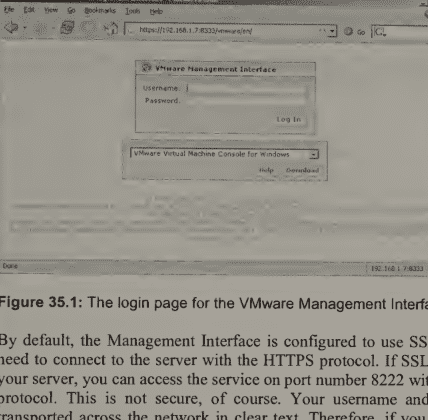 File Edit View Go Bookmarks Tools Help
https://192.168.1.7:8333/vmware/en/
Go
VMware Management Interface
Username:
Password:
Log In
VMware Virtual Machine Console for Windows
Help Download
Done
192.168.1.7:8333
Figure 35.1: The login page for the VMware Management Interfa
By default, the Management Interface is configured to use SS
need to connect to the server with the HTTPS protocol. If SSL
your server, you can access the service on port number 8222 wit
protocol. This is not secure, of course. Your username and
transported across the network in clear text. Therefore, if you